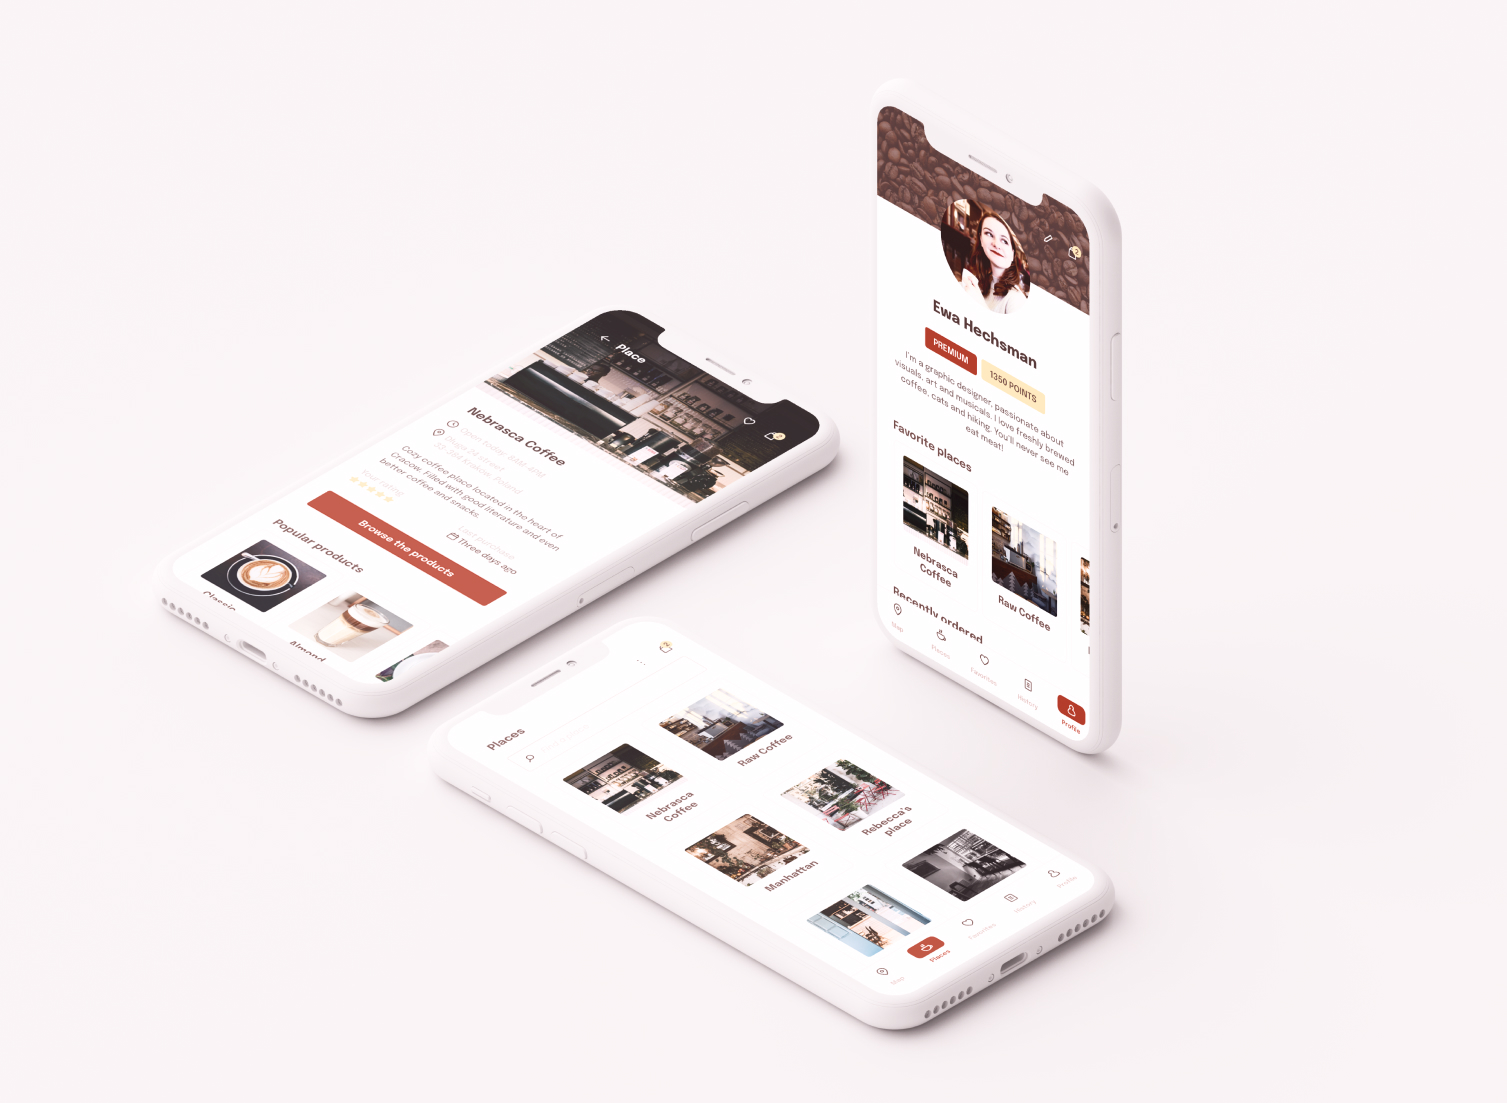 Place
Nebrasca Coffee
Open today: 8AM-7PM
Cozy coffee place located in the heart of
Cracow. Filled with good literature and even
better coffee and snacks.
Your rating
Last purchase
Three days ago
Browse the products
Popular products
Classic
Almond
Ewa Hechsman
PREMIUM
1350 POINTS
I'm a graphic designer, passionate about
visuals, art and musicals. I love freshly brewed
coffee, cats and hiking. You'll never see me
eat meat!
Favorite places
Nebrasca
Coffee
Raw Coffee
Recently ordered
Map
Places
Favorites
History
Profile
Places
Nebrasca
Coffee
Raw Coffee
Manhattan
Rebecca's
place
Map
Places
Favorites
History
Profile